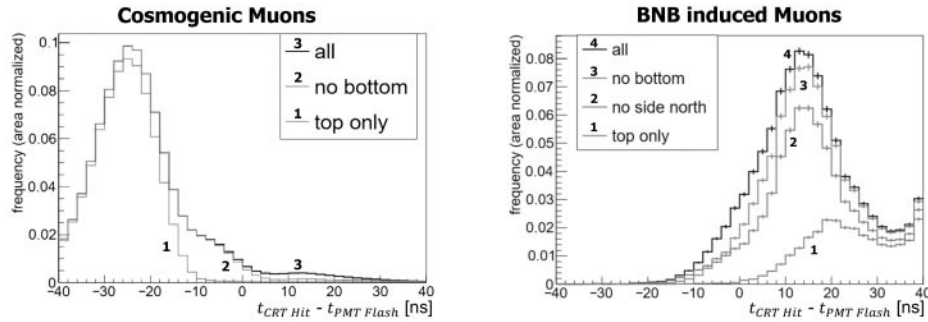 Cosmogenic Muons
frequency (area normalized)
0.1
0.08
0.06
0.04
0.02
0
−40 −30 −20 −10 0 10 20 30 40
t_CRT Hit - t_PMT Flash [ns]
3 all
2 no bottom
1 top only
1
2
3
BNB induced Muons
frequency (area normalized)
0.08
0.07
0.06
0.05
0.04
0.03
0.02
0.01
0
−40 −30 −20 −10 0 10 20 30 40
t_CRT Hit - t_PMT Flash [ns]
4 all
3 no bottom
2 no side north
1 top only
4
3
2
1